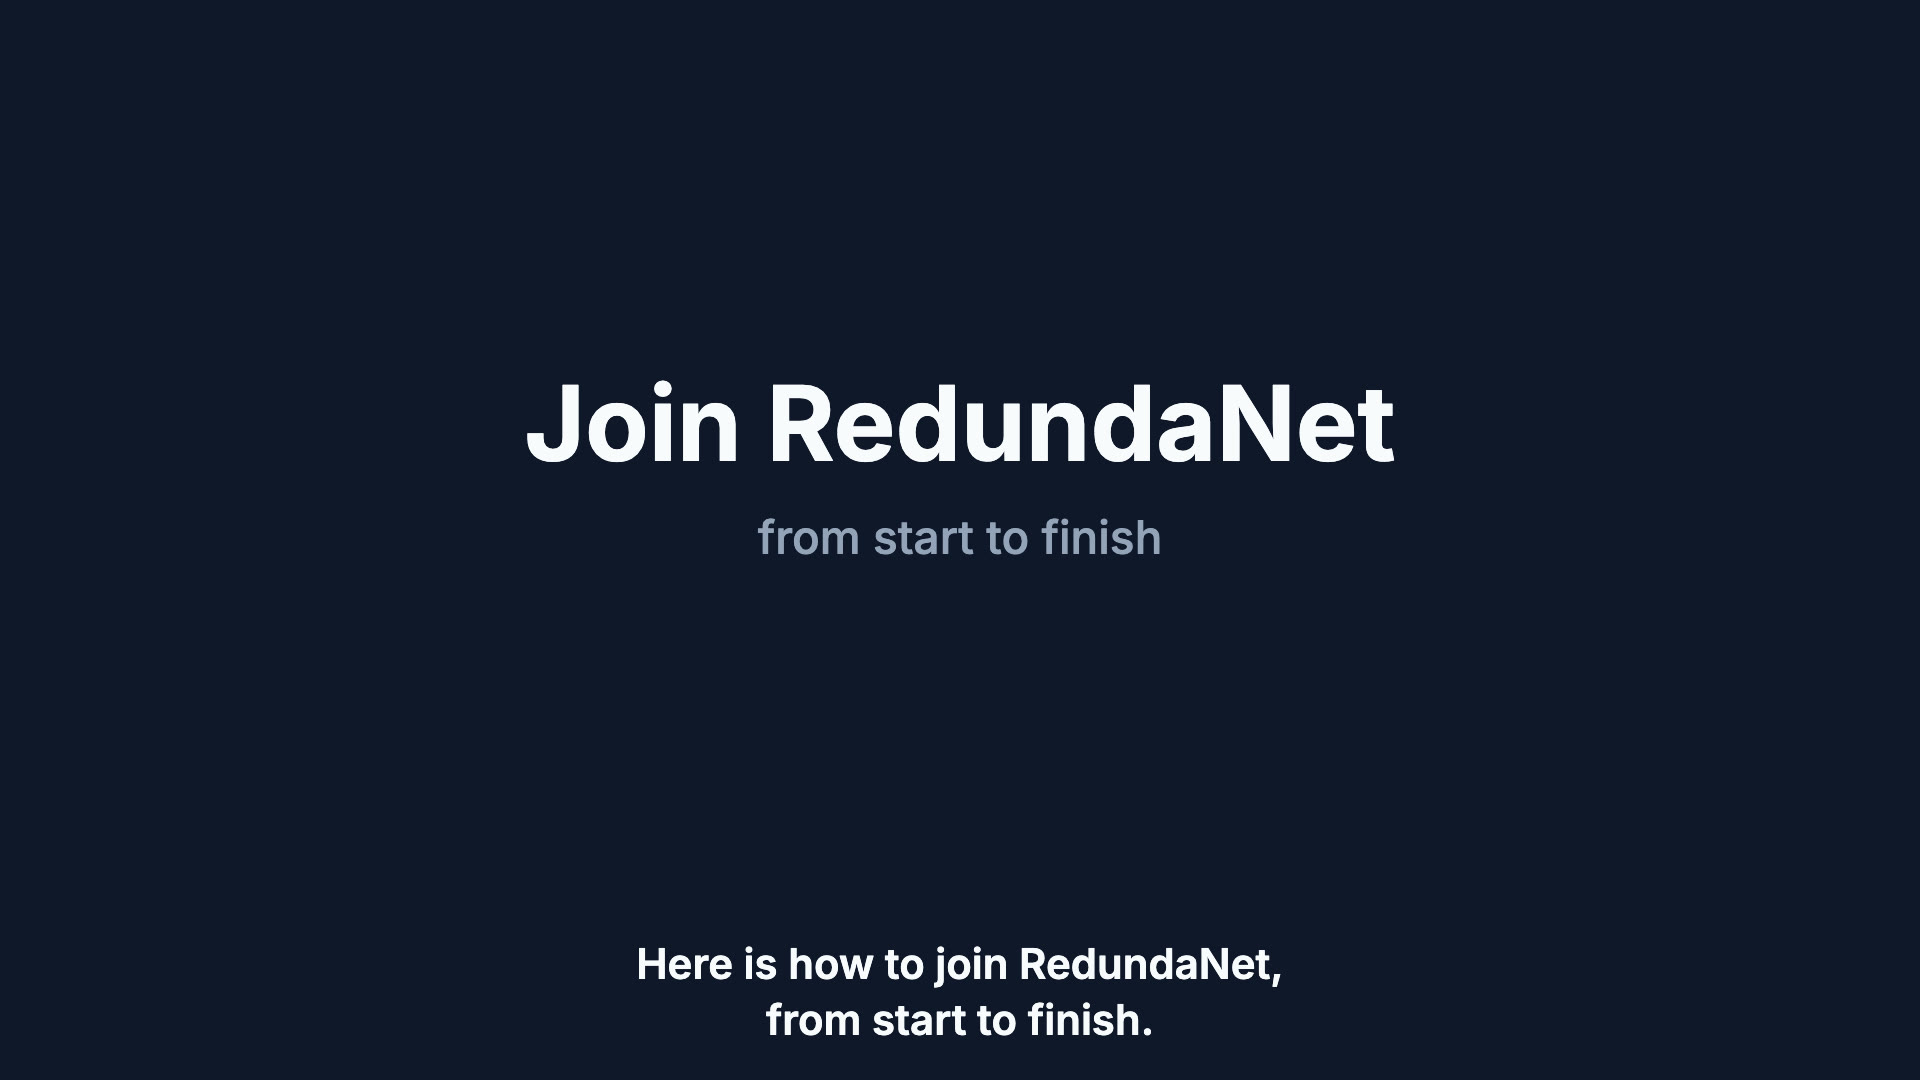 Join RedundaNet
from start to finish
Here is how to join RedundaNet,
from start to finish.